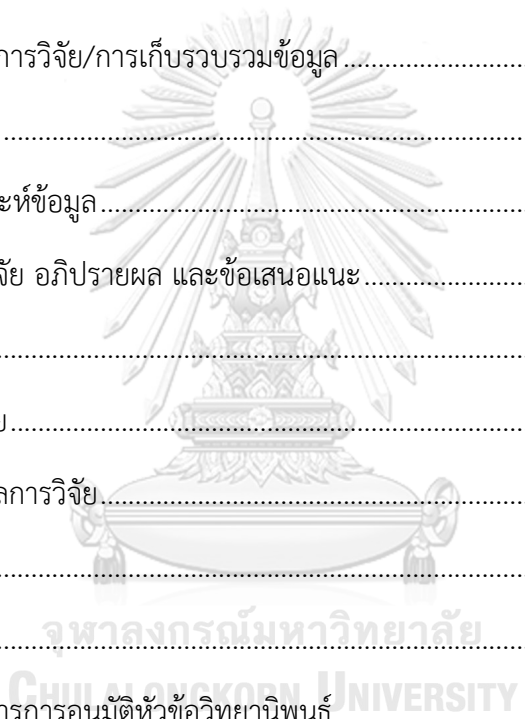 การวิจัย/การเก็บรวบรวมข้อมูล........................
........................................................................
ะห์ข้อมูล............................................................
จัย อภิปรายผล และข้อเสนอแนะ........................
........................................................................
........................................................................
ลการวิจัย............................................................
........................................................................
จุฬาลงกรณ์มหาวิทยาลัย
CHULALONGKORN UNIVERSITY
การอนุมัติหัวข้อวิทยานิพนธ์